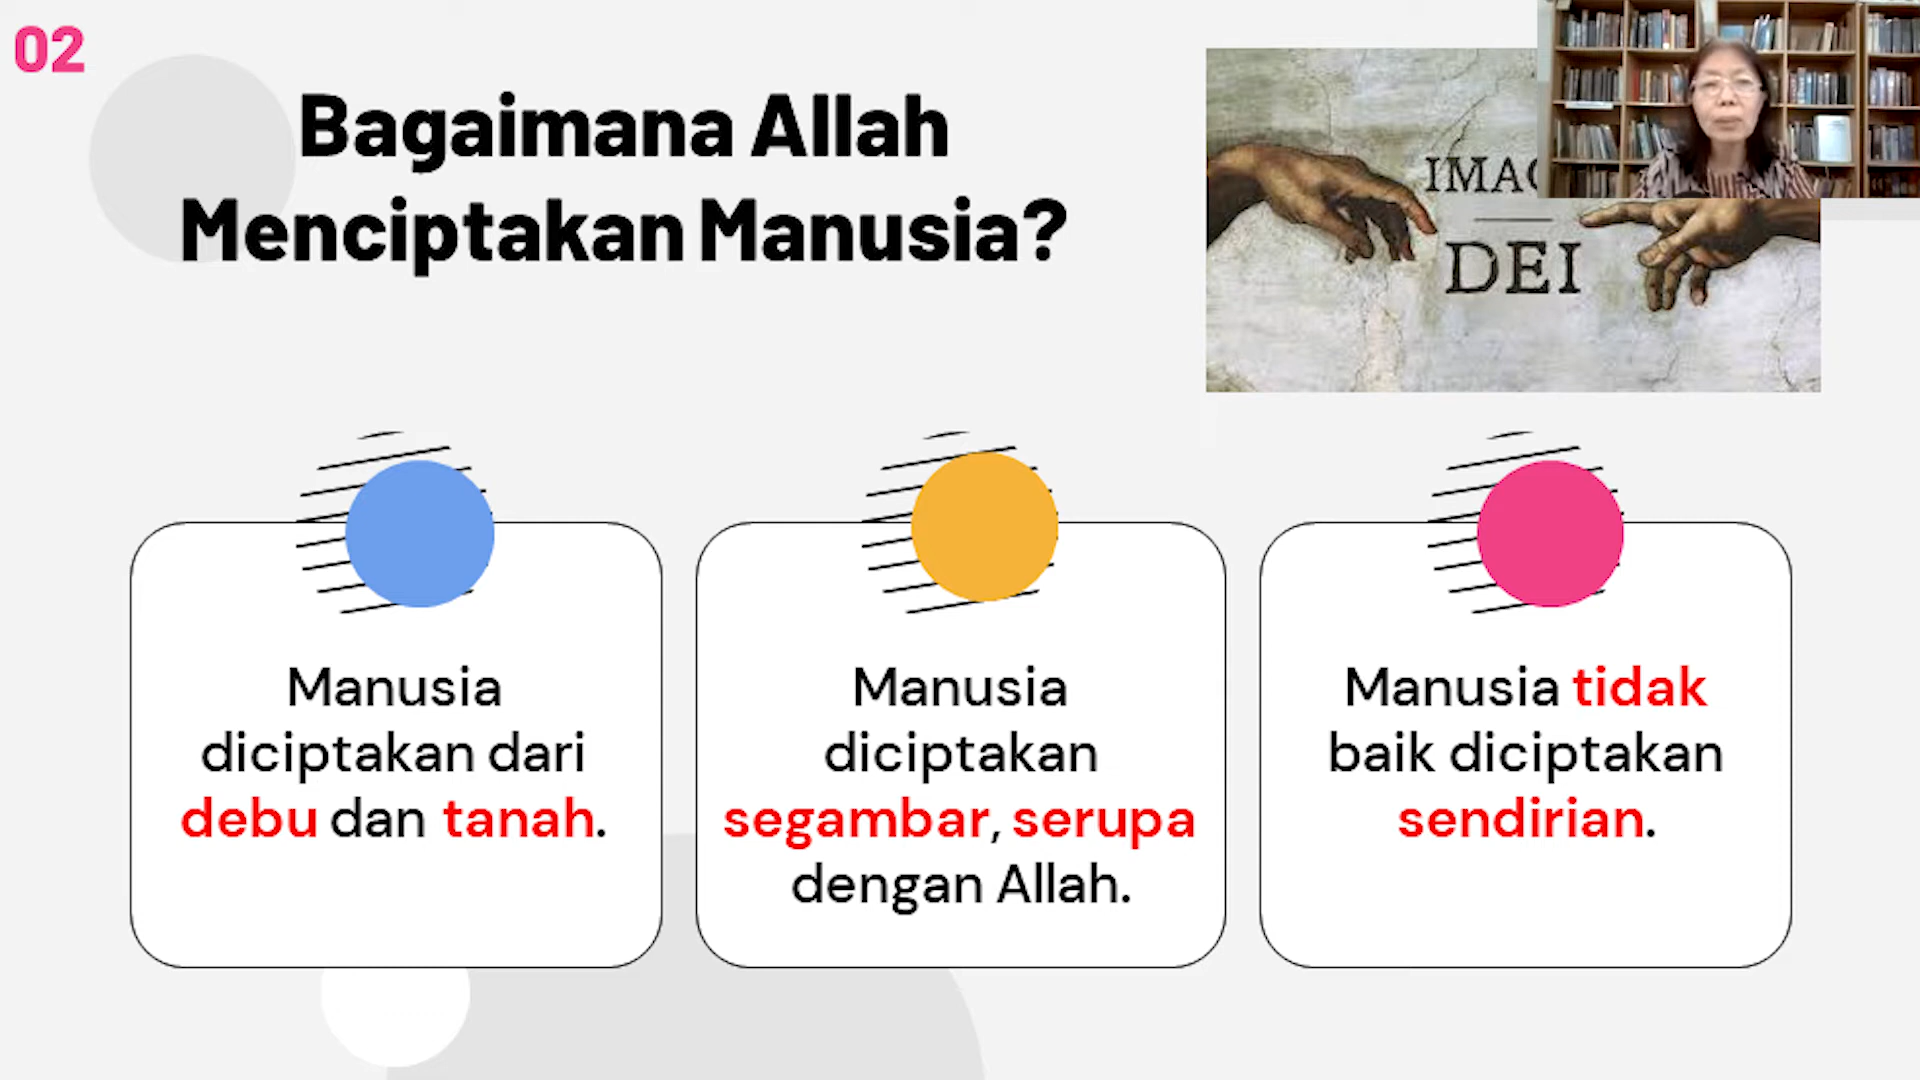 02
Bagaimana Allah
Menciptakan Manusia?
IMAG
DEI
Manusia
diciptakan dari
debu dan tanah.
Manusia
diciptakan
segambar, serupa
dengan Allah.
Manusia tidak
baik diciptakan
sendirian.